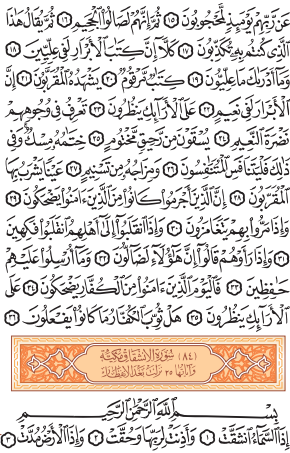 عَن رَّبِّهِمْ يَوْمَئِذٍ لَّمَحْجُوبُونَ ١٥ ثُمَّ إِنَّهُمْ لَصَالُوا۟ ٱلْجَحِيمِ ١٦ ثُمَّ يُقَالُ هَٰذَا
ٱلَّذِى كُنتُم بِهِۦ تُكَذِّبُونَ ١٧ كَلَّآ إِنَّ كِتَٰبَ ٱلْأَبْرَارِ لَفِى عِلِّيِّينَ ١٨
وَمَآ أَدْرَىٰكَ مَا عِلِّيُّونَ ١٩ كِتَٰبٌ مَّرْقُومٌ ٢٠ يَشْهَدُهُ ٱلْمُقَرَّبُونَ ٢١ إِنَّ
ٱلْأَبْرَارَ لَفِى نَعِيمٍ ٢٢ عَلَى ٱلْأَرَآئِكِ يَنظُرُونَ ٢٣ تَعْرِفُ فِى وُجُوهِهِمْ
نَضْرَةَ ٱلنَّعِيمِ ٢٤ يُسْقَوْنَ مِن رَّحِيقٍ مَّخْتُومٍ ٢٥ خِتَٰمُهُۥ مِسْكٌ وَفِى
ذَٰلِكَ فَلْيَتَنَافَسِ ٱلْمُتَنَٰفِسُونَ ٢٦ وَمِزَاجُهُۥ مِن تَسْنِيمٍ ٢٧ عَيْنًا يَشْرَبُ بِهَا
ٱلْمُقَرَّبُونَ ٢٨ إِنَّ ٱلَّذِينَ أَجْرَمُوا۟ كَانُوا۟ مِنَ ٱلَّذِينَ ءَامَنُوا۟ يَضْحَكُونَ ٢٩
وَإِذَا مَرُّوا۟ بِهِمْ يَتَغَامَزُونَ ٣٠ وَإِذَا ٱنقَلَبُوٓا۟ إِلَىٰٓ أَهْلِهِمُ ٱنقَلَبُوا۟ فَكِهِينَ
٣١ وَإِذَا رَأَوْهُمْ قَالُوٓا۟ إِنَّ هَٰٓؤُلَآءِ لَضَآلُّونَ ٣٢ وَمَآ أُرْسِلُوا۟ عَلَيْهِمْ
حَٰفِظِينَ ٣٣ فَٱلْيَوْمَ ٱلَّذِينَ ءَامَنُوا۟ مِنَ ٱلْكُفَّارِ يَضْحَكُونَ ٣٤ عَلَى
ٱلْأَرَآئِكِ يَنظُرُونَ ٣٥ هَلْ ثُوِّبَ ٱلْكُفَّارُ مَا كَانُوا۟ يَفْعَلُونَ ٣٦
(٨٤) سُورَةُ ٱلِٱنشِقَاقِ مَكِّيَّة
وَآيَاتُهَا ٢٥ نَزَلَتْ بَعْدَ ٱلِٱنفِطَارِ
بِسْمِ ٱللَّهِ ٱلرَّحْمَٰنِ ٱلرَّحِيمِ
إِذَا ٱلسَّمَآءُ ٱنشَقَّتْ ١ وَأَذِنَتْ لِرَبِّهَا وَحُقَّتْ ٢ وَإِذَا ٱلْأَرْضُ مُدَّتْ ٣